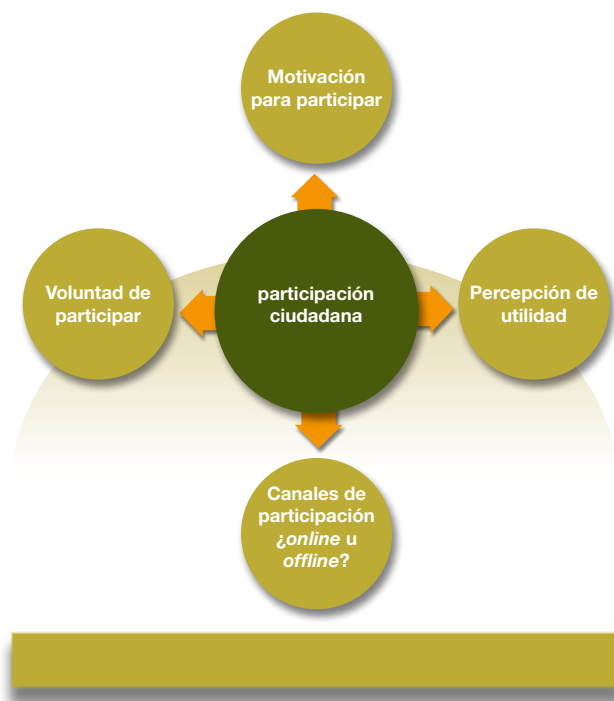 Motivación
para participar
Voluntad de
participar
participación
ciudadana
Percepción de
utilidad
Canales de
participación
¿online u
offline?